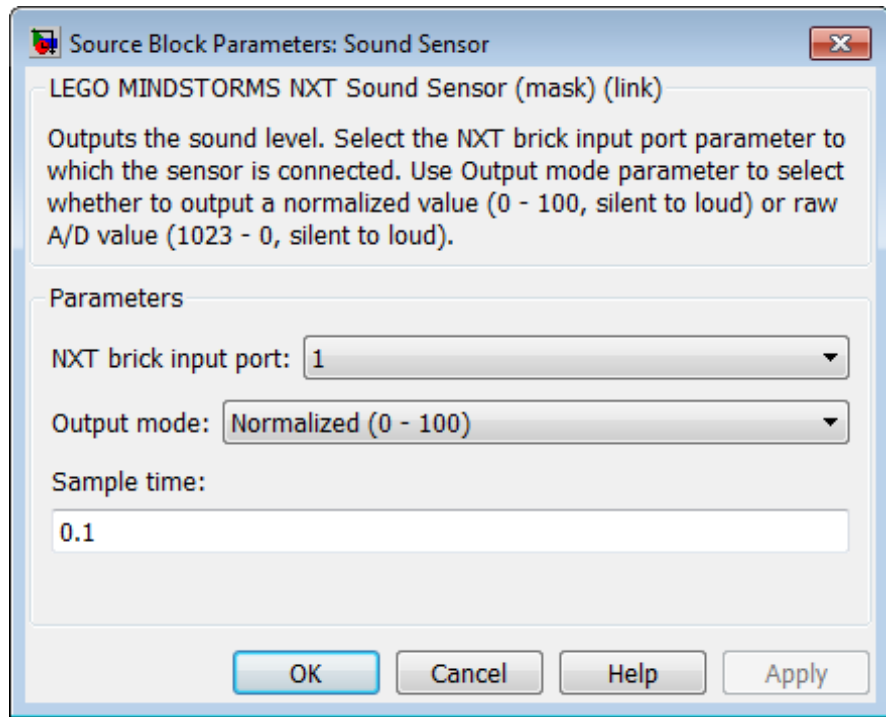 Source Block Parameters: Sound Sensor
LEGO MINDSTORMS NXT Sound Sensor (mask) (link)
Outputs the sound level. Select the NXT brick input port parameter to
which the sensor is connected. Use Output mode parameter to select
whether to output a normalized value (0 - 100, silent to loud) or raw
A/D value (1023 - 0, silent to loud).
Parameters
NXT brick input port: 1
Output mode: Normalized (0 - 100)
Sample time:
0.1
OK Cancel Help Apply